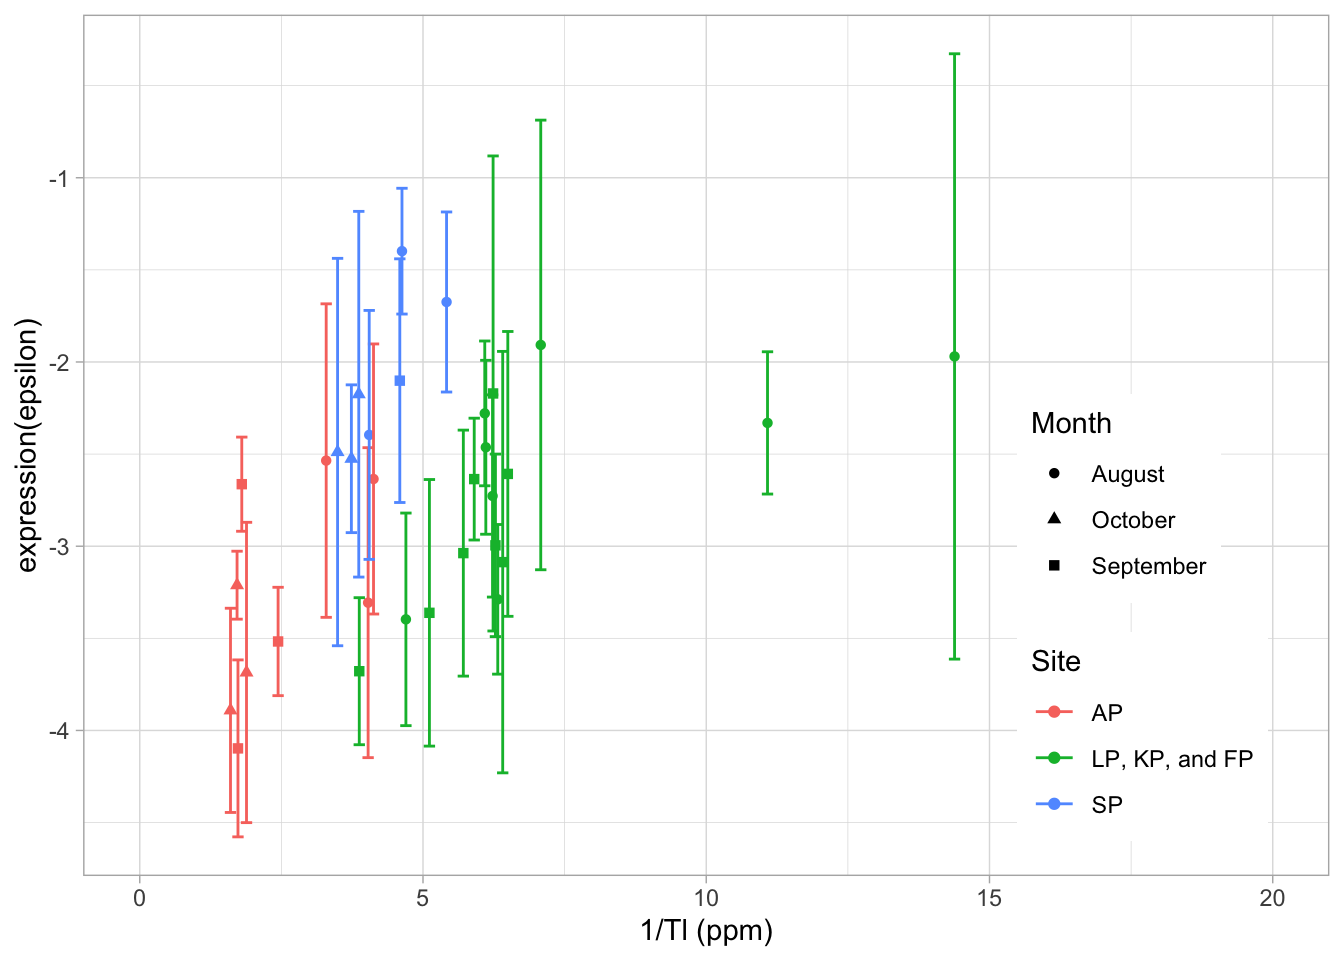 expression(epsilon)
-1
-2
-3
-4
0
5
10
15
20
1/Tl (ppm)
Month
August
October
September
Site
AP
LP, KP, and FP
SP